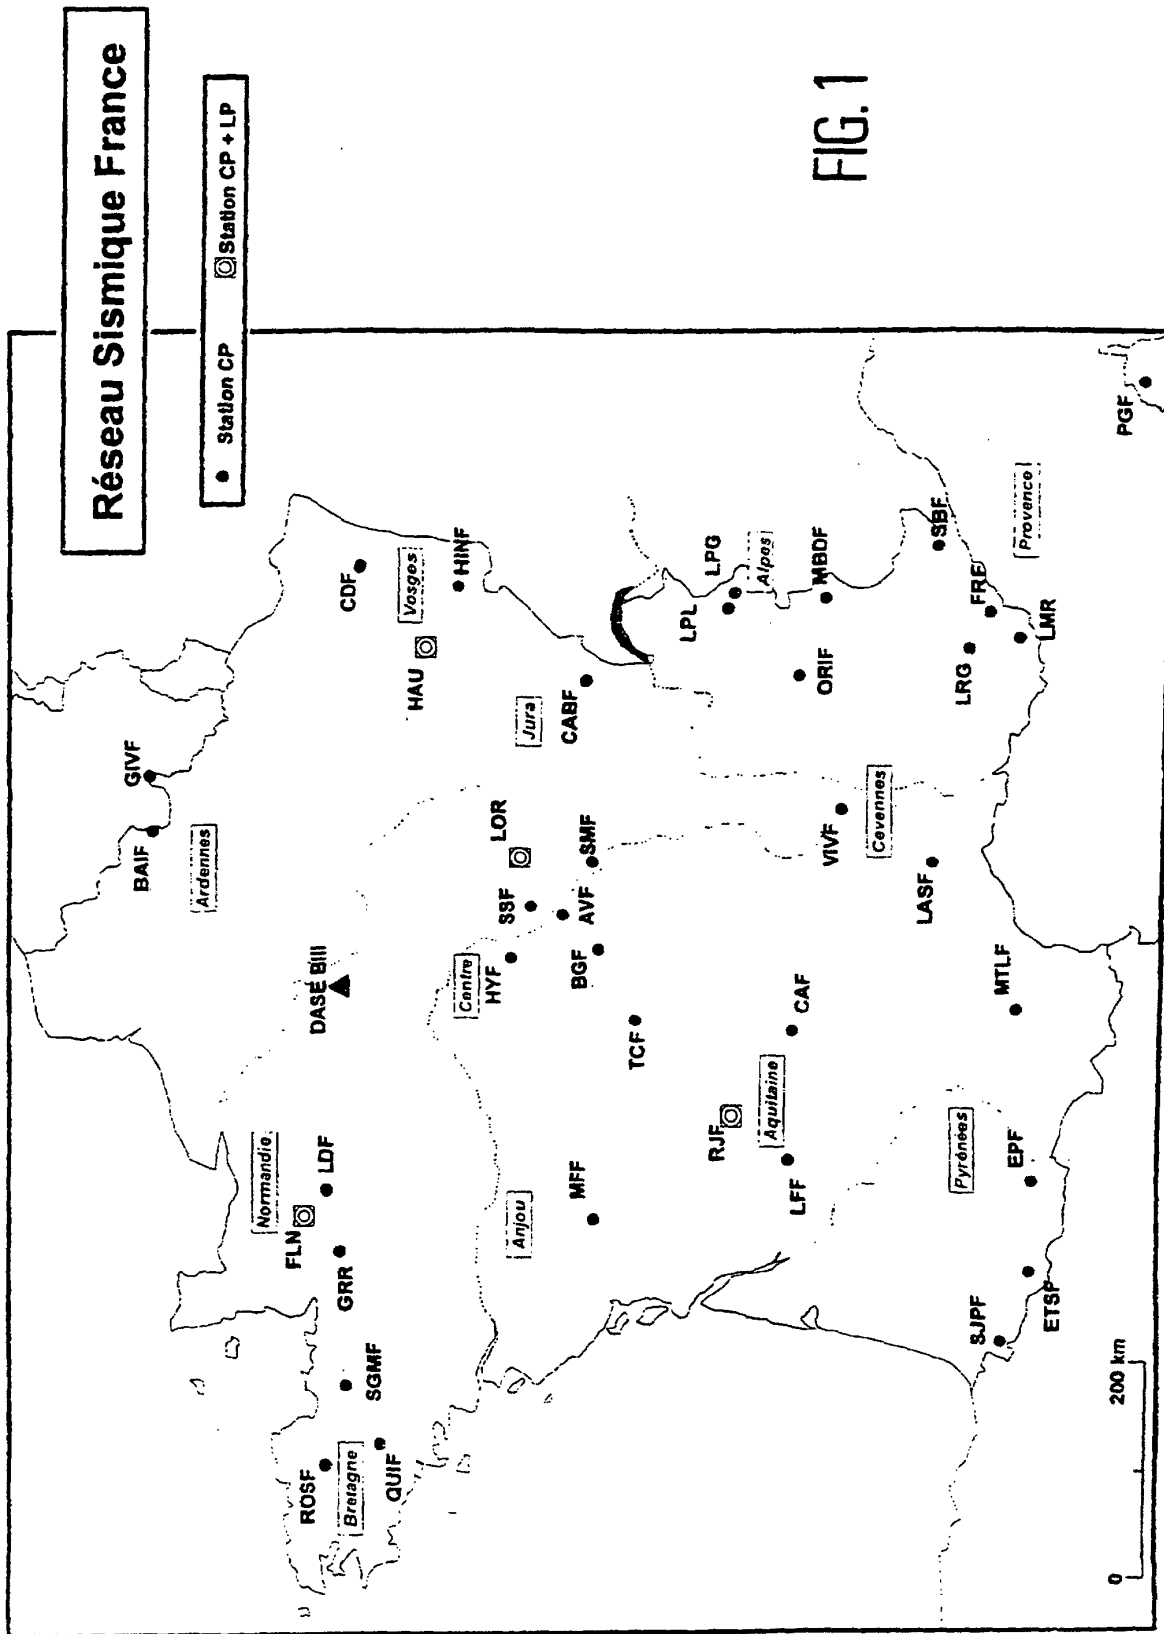 Réseau Sismique France
Station CP
Station CP + LP
FIG. 1
GIVF
BAIF
Ardennes
CDF
Vosges
HINF
HAU
DASE BIII
Normandie
FLN
LDF
GRR
SGMF
ROSF
Bretagne
QUIF
Centre
HYF
SSF
LOR
Jura
CABF
AVF
SMF
BGF
TCF
Anjou
MFF
LPG
LPL
Alpes
MBDF
ORIF
RJF
Aquitaine
CAF
LFF
VIVF
Cevennes
LASF
SBF
FRF
LRG
LMR
Provence
PGF
MTLF
Pyrénées
EPF
ETSF
SJPF
0
200 km